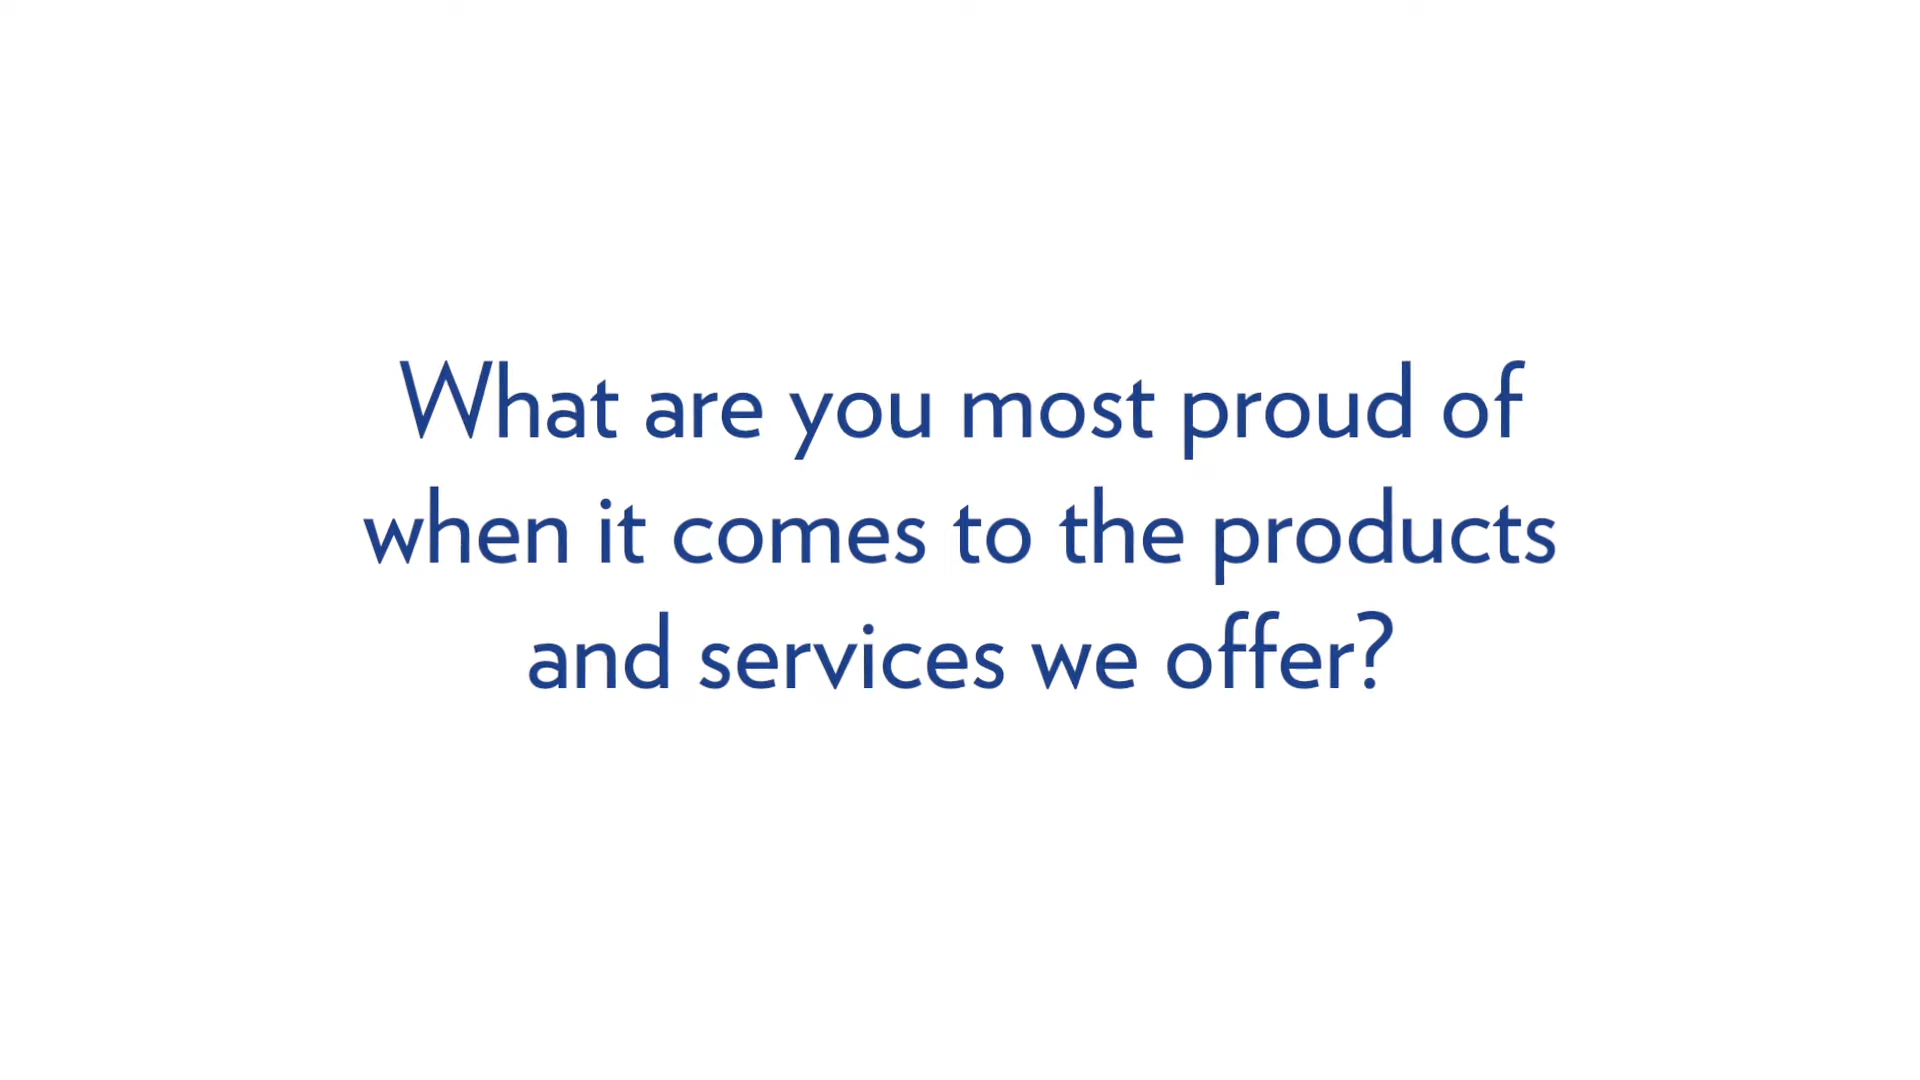 What are you most proud of
when it comes to the products
and services we offer?